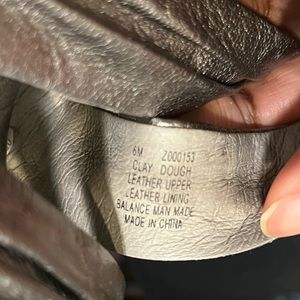 6M Z000153
CLAY DOUGH
LEATHER UPPER
LEATHER LINING
BALANCE MAN MADE
MADE IN CHINA